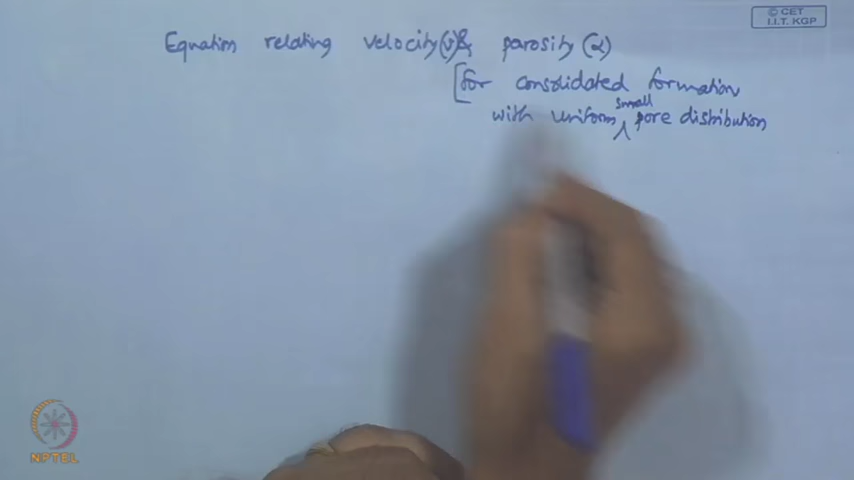 © CET
I.I.T. KGP
Equation relating velocity (v) & porosity (α)
[for consolidated formation
with uniform small pore distribution
NPTEL